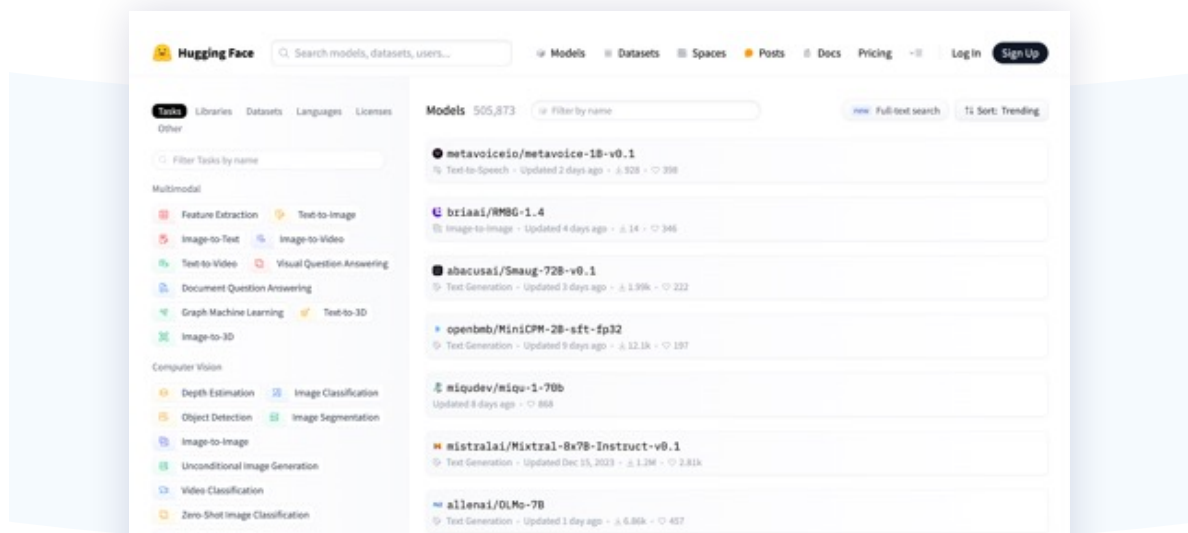 Hugging Face
Search models, datasets, users...
Models Datasets Spaces Posts Docs Pricing Log In Sign Up
Tasks Libraries Datasets Languages Licenses
Other
Filter Tasks by name
Multimodal
Feature Extraction Text-to-Image
Image-to-Text Image-to-Video
Text-to-Video Visual Question Answering
Document Question Answering
Graph Machine Learning Text-to-3D
Image-to-3D
Computer Vision
Depth Estimation Image Classification
Object Detection Image Segmentation
Image-to-Image
Unconditional Image Generation
Video Classification
Zero-Shot Image Classification
Models 505,873 Filter by name
new Full-text search Sort: Trending
metavoiceio/metavoice-1B-v0.1
Text-to-Speech • Updated 2 days ago • 928 • 398
briaai/RMBG-1.4
Image-to-Image • Updated 4 days ago • 14 • 346
abacusai/Smaug-72B-v0.1
Text Generation • Updated 3 days ago • 1.99k • 222
openbmb/MiniCPM-2B-sft-fp32
Text Generation • Updated 9 days ago • 12.1k • 197
miqudev/miqu-1-70b
Updated 8 days ago • 868
mistralai/Mixtral-8x7B-Instruct-v0.1
Text Generation • Updated Dec 15, 2023 • 1.2M • 2.81k
allenai/OLMo-7B
Text Generation • Updated 1 day ago • 6.86k • 457